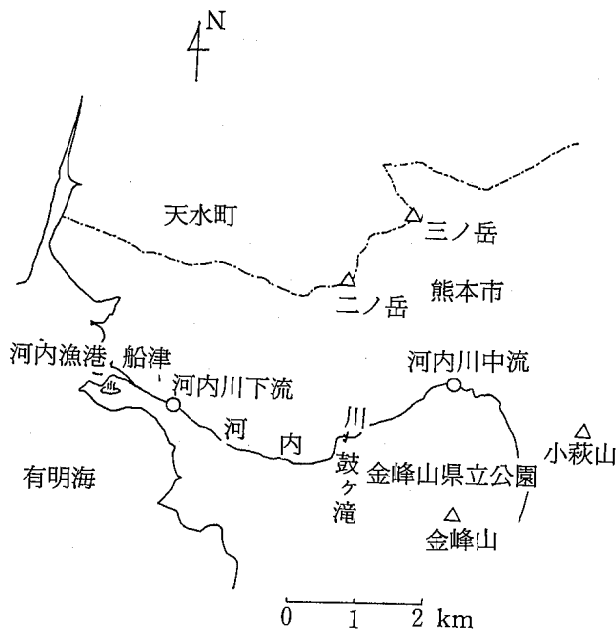 N
天水町
三ノ岳
二ノ岳
熊本市
河内漁港
船津
河内川下流
河内川中流
河内川
鼓ヶ滝
金峰山県立公園
小萩山
有明海
金峰山
0 1 2 km